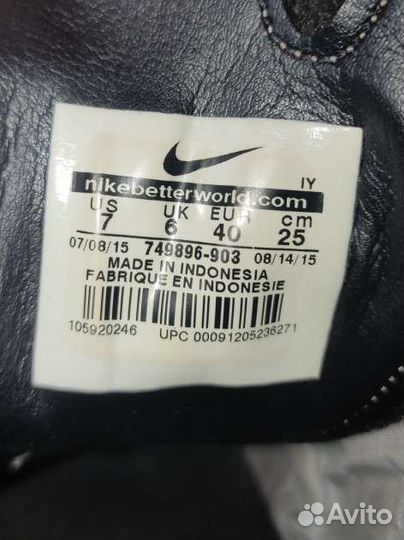 IY
nikebetterworld.com
US UK EUR cm
7 6 40 25
07/08/15 749896-903 08/14/15
MADE IN INDONESIA
FABRIQUE EN INDONESIE
105920246 UPC 00091205236271
Avito